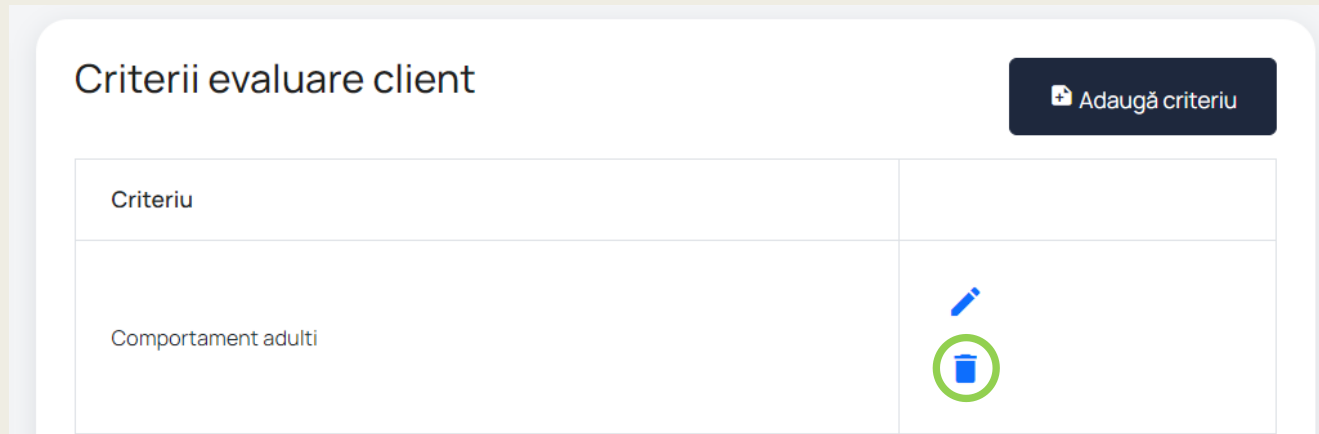 Criterii evaluare client
Adaugă criteriu
Criteriu
Comportament adulti